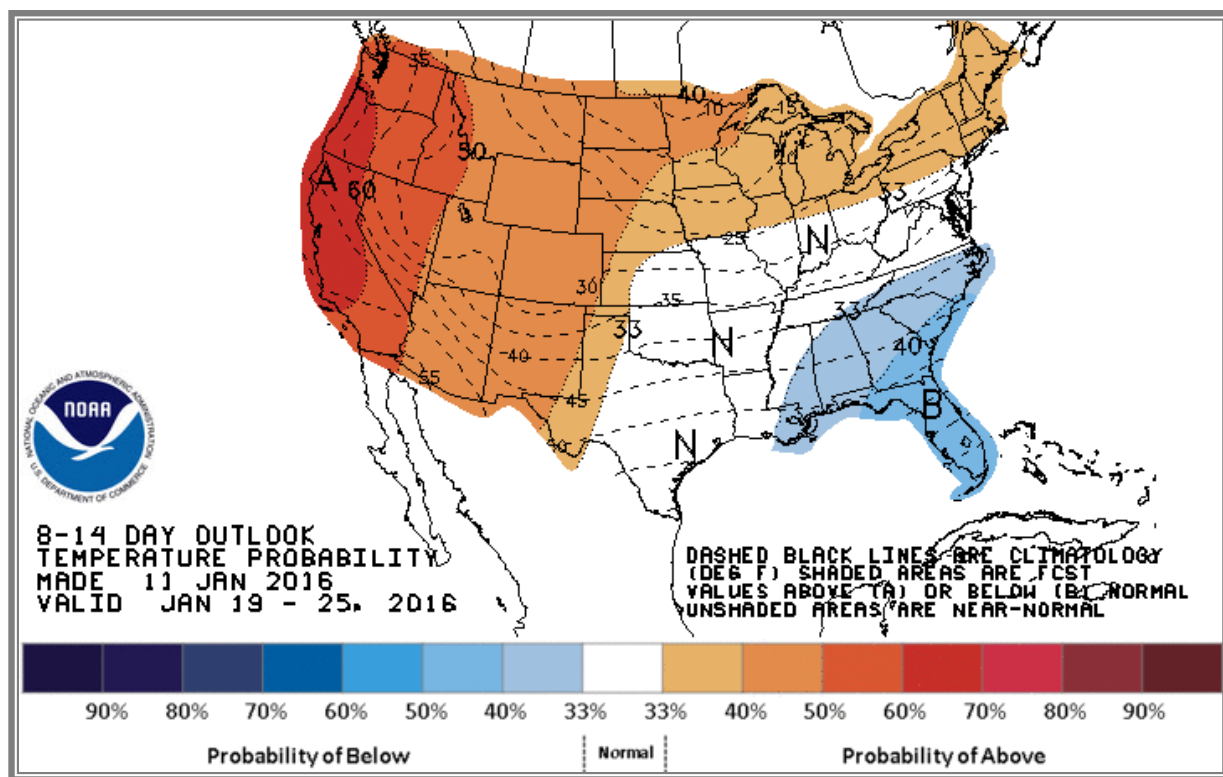 10
35
40
10
15
20
50
A
60
33
N
N
25
30
35
33
33
N
40
40
55
45
B
N
50
NATIONAL OCEANIC AND ATMOSPHERIC ADMINISTRATION
NOAA
U.S. DEPARTMENT OF COMMERCE
8-14 DAY OUTLOOK
TEMPERATURE PROBABILITY
MADE 11 JAN 2016
VALID JAN 19 - 25, 2016
DASHED BLACK LINES ARE CLIMATOLOGY
(DEG F) SHADED AREAS ARE FCST
VALUES ABOVE (A) OR BELOW (B) NORMAL
UNSHADED AREAS ARE NEAR-NORMAL
90% 80% 70% 60% 50% 40% 33% 33% 40% 50% 60% 70% 80% 90%
Probability of Below Normal Probability of Above